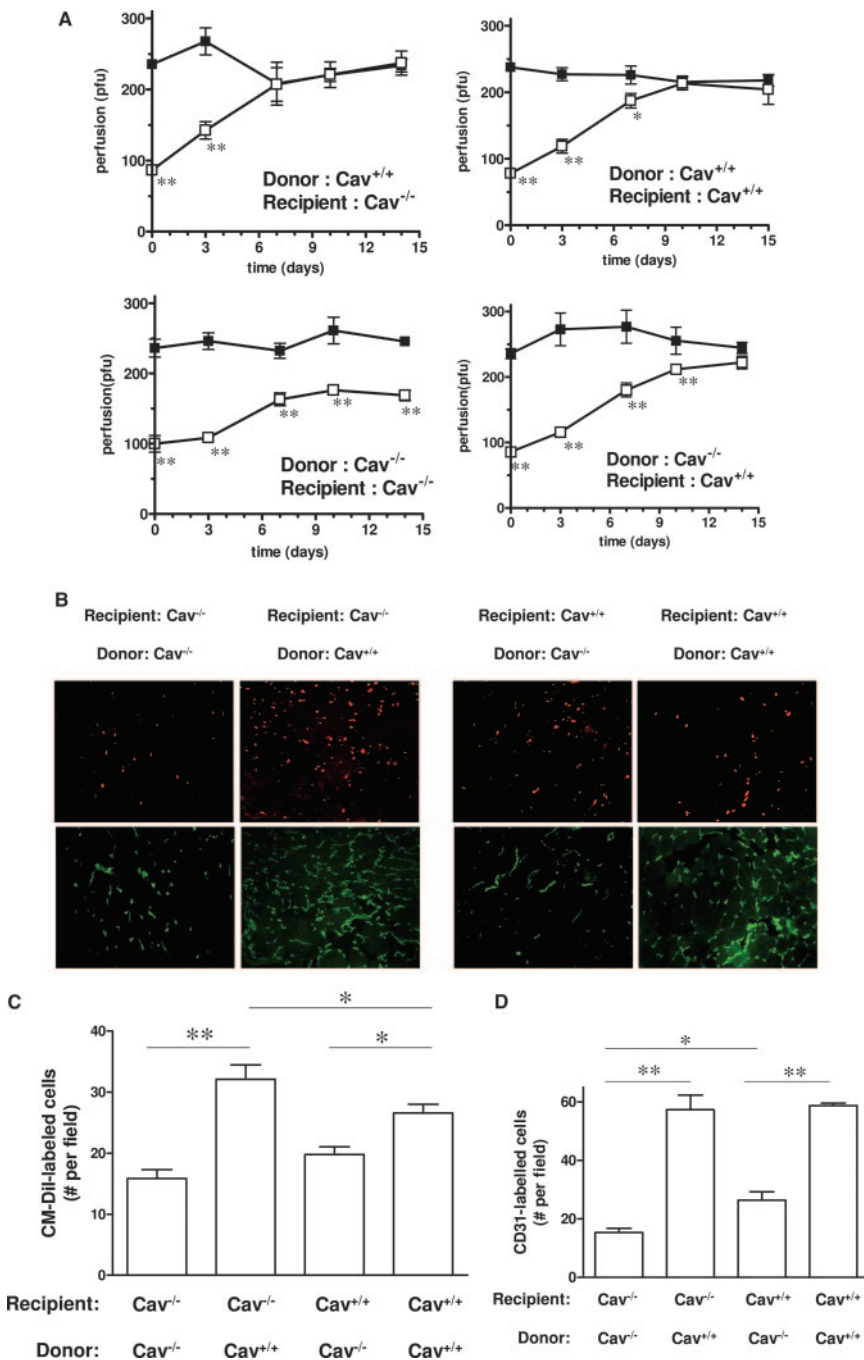 A
perfusion (pfu)
300
200
100
0
**
**
Donor : Cav+/+
Recipient : Cav-/-
0 3 6 9 12 15
time (days)
perfusion (pfu)
300
200
100
0
**
**
*
Donor : Cav+/+
Recipient : Cav+/+
0 3 6 9 12 15
time (days)
perfusion(pfu)
300
200
100
0
**
**
**
**
**
Donor : Cav-/-
Recipient : Cav-/-
0 3 6 9 12 15
time (days)
perfusion(pfu)
300
200
100
0
**
**
**
**
Donor : Cav-/-
Recipient : Cav+/+
0 3 6 9 12 15
time (days)
B
Recipient: Cav-/- Recipient: Cav-/- Recipient: Cav+/+ Recipient: Cav+/+
Donor: Cav-/- Donor: Cav+/+ Donor: Cav-/- Donor: Cav+/+
C
CM-DiI-labeled cells
(# per field)
40
30
20
10
0
*
** *
Recipient: Cav-/- Cav-/- Cav+/+ Cav+/+
Donor: Cav-/- Cav+/+ Cav-/- Cav+/+
D
CD31-labelled cells
(# per field)
60
40
20
0
*
** **
Recipient: Cav-/- Cav-/- Cav+/+ Cav+/+
Donor: Cav-/- Cav+/+ Cav-/- Cav+/+